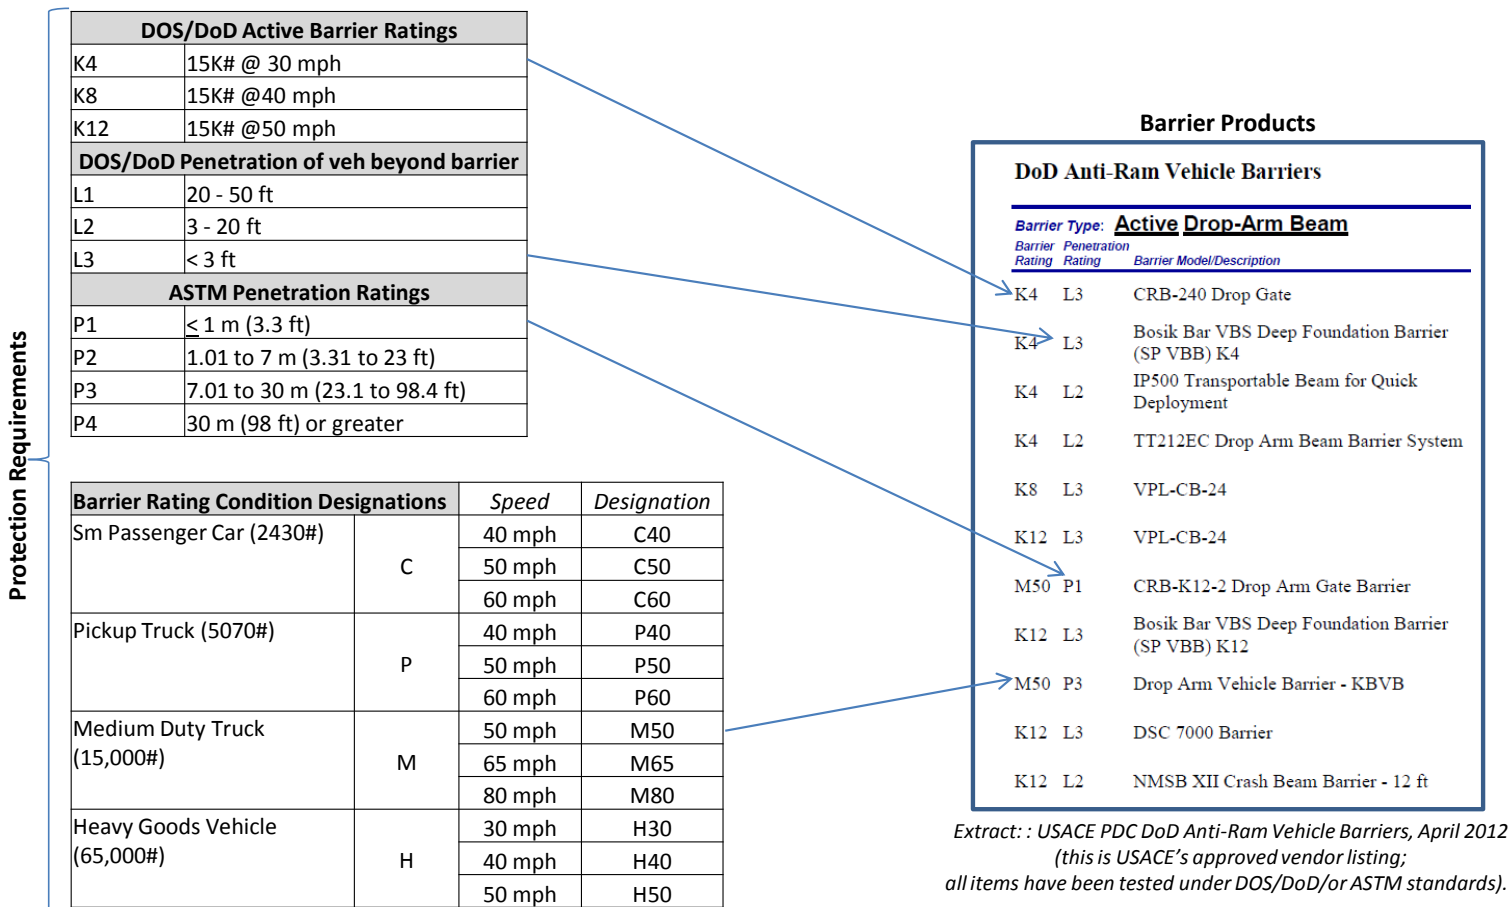 Protection Requirements
DOS/DoD Active Barrier Ratings
K4 15K# @ 30 mph
K8 15K# @40 mph
K12 15K# @50 mph
DOS/DoD Penetration of veh beyond barrier
L1 20 - 50 ft
L2 3 - 20 ft
L3 < 3 ft
ASTM Penetration Ratings
P1 < 1 m (3.3 ft)
P2 1.01 to 7 m (3.31 to 23 ft)
P3 7.01 to 30 m (23.1 to 98.4 ft)
P4 30 m (98 ft) or greater
Barrier Rating Condition Designations Speed Designation
Sm Passenger Car (2430#) C 40 mph C40
50 mph C50
60 mph C60
Pickup Truck (5070#) P 40 mph P40
50 mph P50
60 mph P60
Medium Duty Truck
(15,000#) M 50 mph M50
65 mph M65
80 mph M80
Heavy Goods Vehicle
(65,000#) H 30 mph H30
40 mph H40
50 mph H50
Barrier Products
DoD Anti-Ram Vehicle Barriers
Barrier Type: Active Drop-Arm Beam
Barrier Penetration
Rating Rating Barrier Model/Description
K4 L3 CRB-240 Drop Gate
K4 L3 Bosik Bar VBS Deep Foundation Barrier
(SP VBB) K4
K4 L2 IP500 Transportable Beam for Quick
Deployment
K4 L2 TT212EC Drop Arm Beam Barrier System
K8 L3 VPL-CB-24
K12 L3 VPL-CB-24
M50 P1 CRB-K12-2 Drop Arm Gate Barrier
K12 L3 Bosik Bar VBS Deep Foundation Barrier
(SP VBB) K12
M50 P3 Drop Arm Vehicle Barrier - KBVB
K12 L3 DSC 7000 Barrier
K12 L2 NMSB XII Crash Beam Barrier - 12 ft
Extract: : USACE PDC DoD Anti-Ram Vehicle Barriers, April 2012
(this is USACE's approved vendor listing;
all items have been tested under DOS/DoD/or ASTM standards).